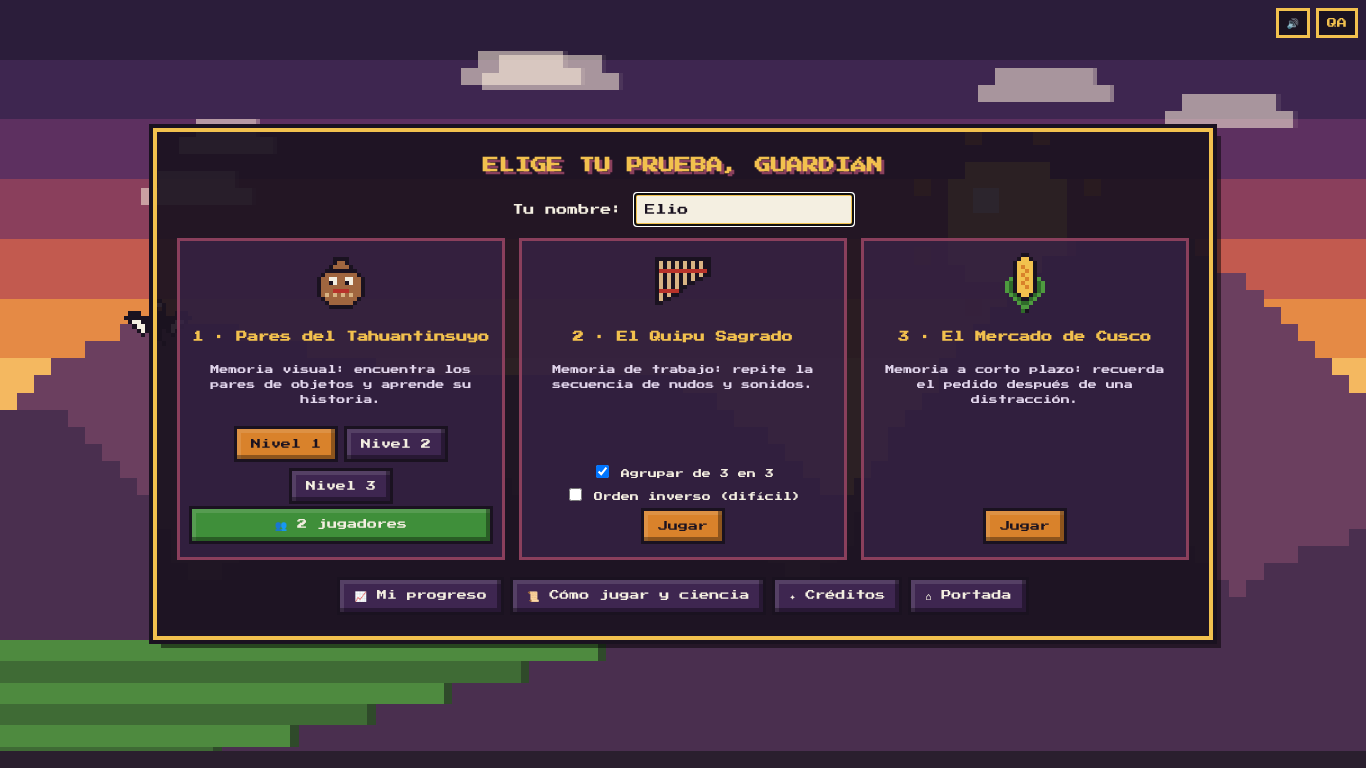 QA
ELIGE TU PRUEBA, GUARDIÁN
Tu nombre: Elio
1 · Pares del Tahuantinsuyo
Memoria visual: encuentra los
pares de objetos y aprende su
historia.
Nivel 1 Nivel 2
Nivel 3
2 jugadores
2 · El Quipu Sagrado
Memoria de trabajo: repite la
secuencia de nudos y sonidos.
Agrupar de 3 en 3
Orden inverso (difícil)
Jugar
3 · El Mercado de Cusco
Memoria a corto plazo: recuerda
el pedido después de una
distracción.
Jugar
Mi progreso Cómo jugar y ciencia Créditos Portada